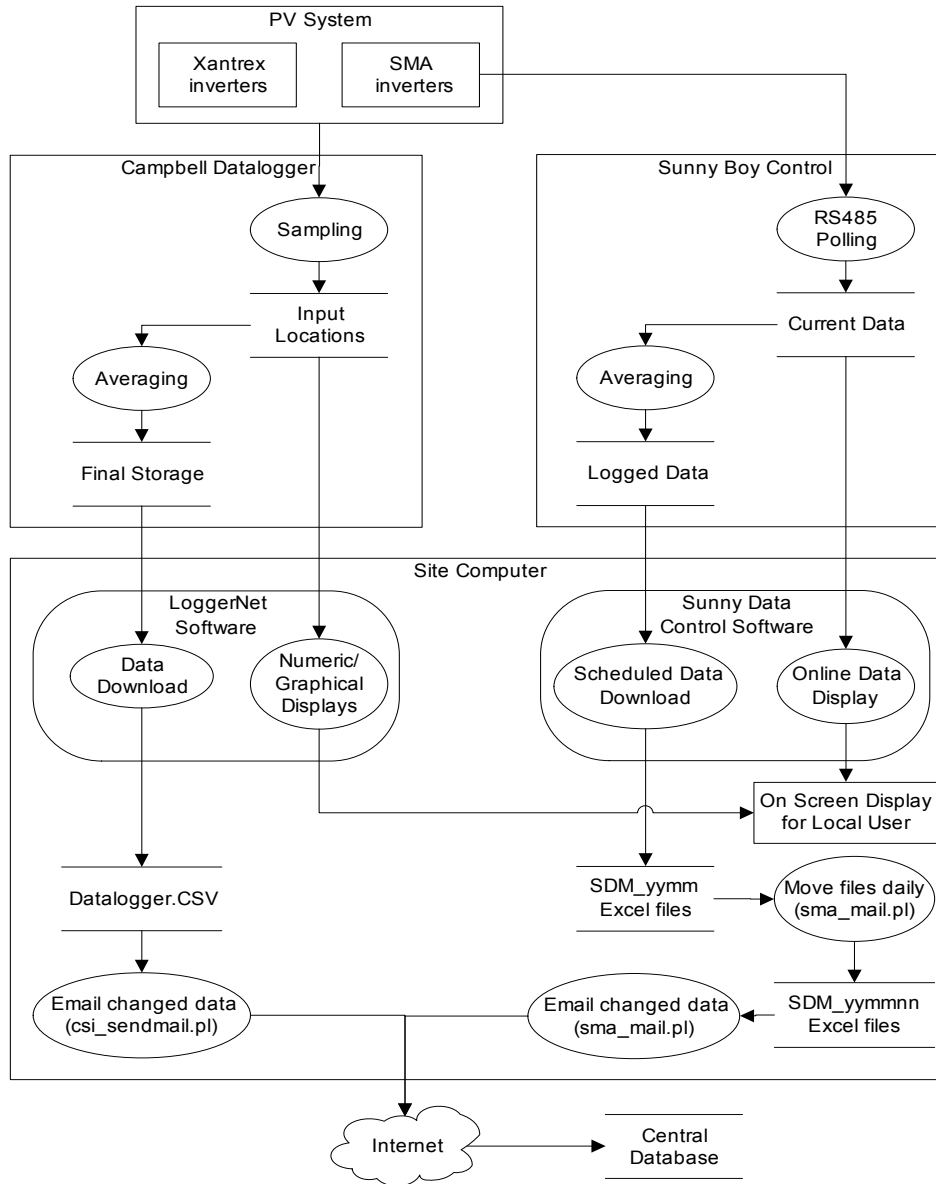 PV System
Xantrex
inverters
SMA
inverters
Campbell Datalogger
Sampling
Input
Locations
Averaging
Final Storage
Sunny Boy Control
RS485
Polling
Current Data
Averaging
Logged Data
Site Computer
LoggerNet
Software
Data
Download
Numeric/
Graphical
Displays
Sunny Data
Control Software
Scheduled Data
Download
Online Data
Display
On Screen Display
for Local User
Datalogger.CSV
SDM_yymm
Excel files
Move files daily
(sma_mail.pl)
Email changed data
(csi_sendmail.pl)
Email changed data
(sma_mail.pl)
SDM_yymmnn
Excel files
Internet
Central
Database